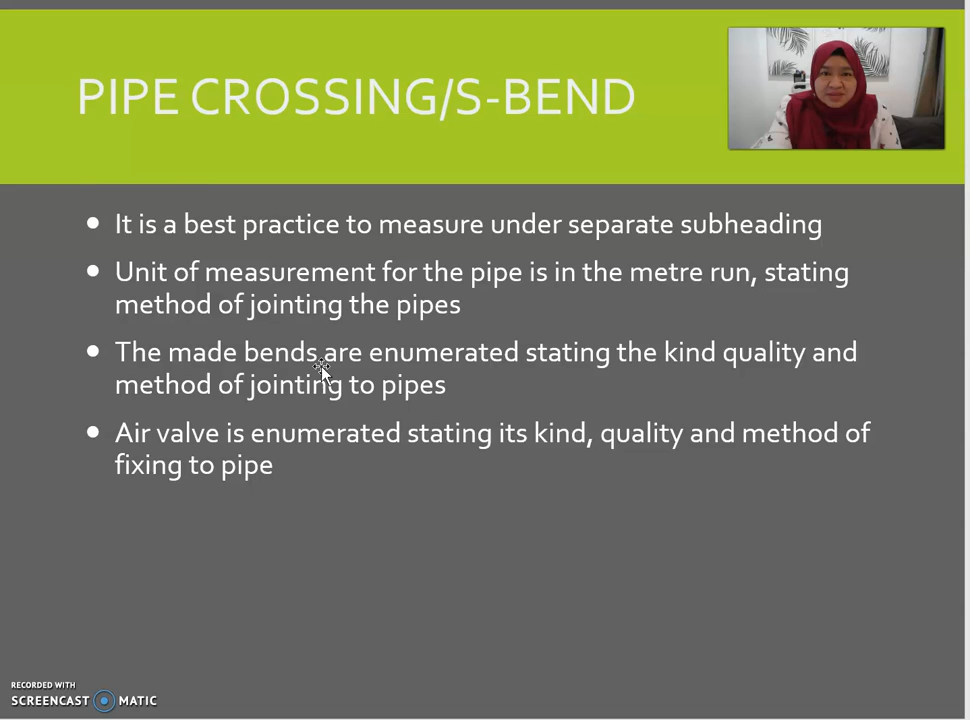 PIPE CROSSING/S-BEND
• It is a best practice to measure under separate subheading
• Unit of measurement for the pipe is in the metre run, stating
method of jointing the pipes
• The made bends are enumerated stating the kind quality and
method of jointing to pipes
• Air valve is enumerated stating its kind, quality and method of
fixing to pipe
RECORDED WITH
SCREENCAST MATIC